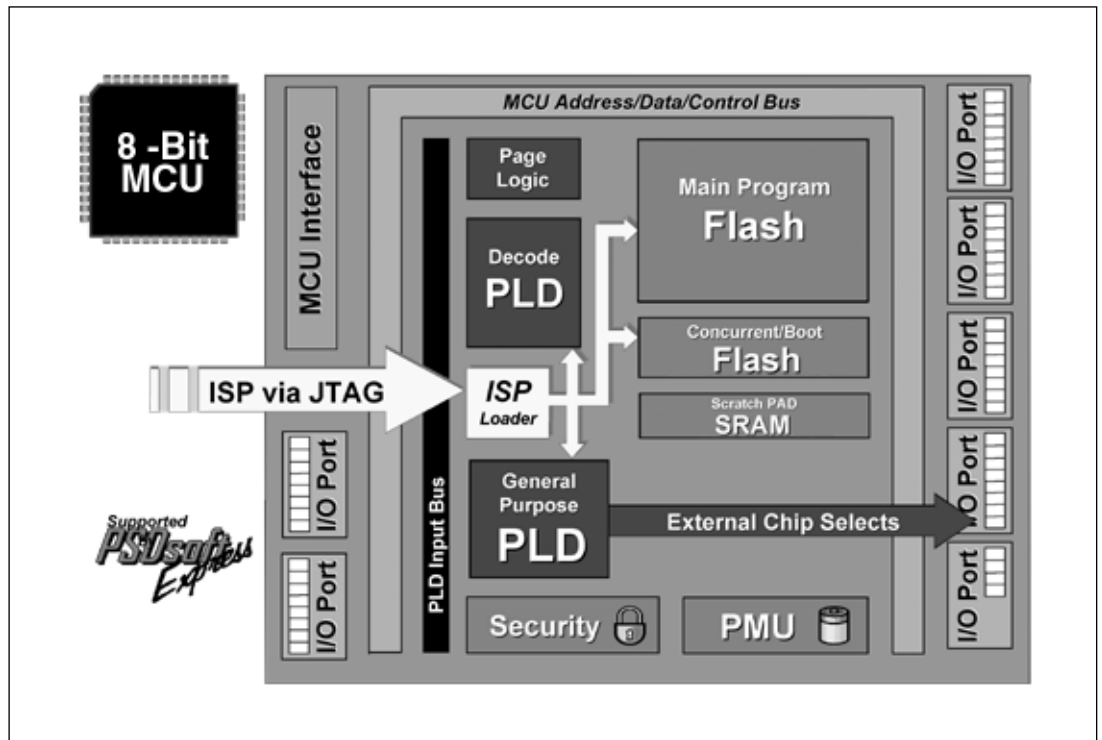 8 -Bit
MCU
MCU Interface
MCU Address/Data/Control Bus
PLD Input Bus
Page
Logic
Decode
PLD
Main Program
Flash
Concurrent/Boot
Flash
Scratch PAD
SRAM
ISP via JTAG
ISP
Loader
General
Purpose
PLD
External Chip Selects
Security
PMU
I/O Port
I/O Port
I/O Port
I/O Port
I/O Port
I/O Port
I/O Port
Supported
PSDsoft
Express